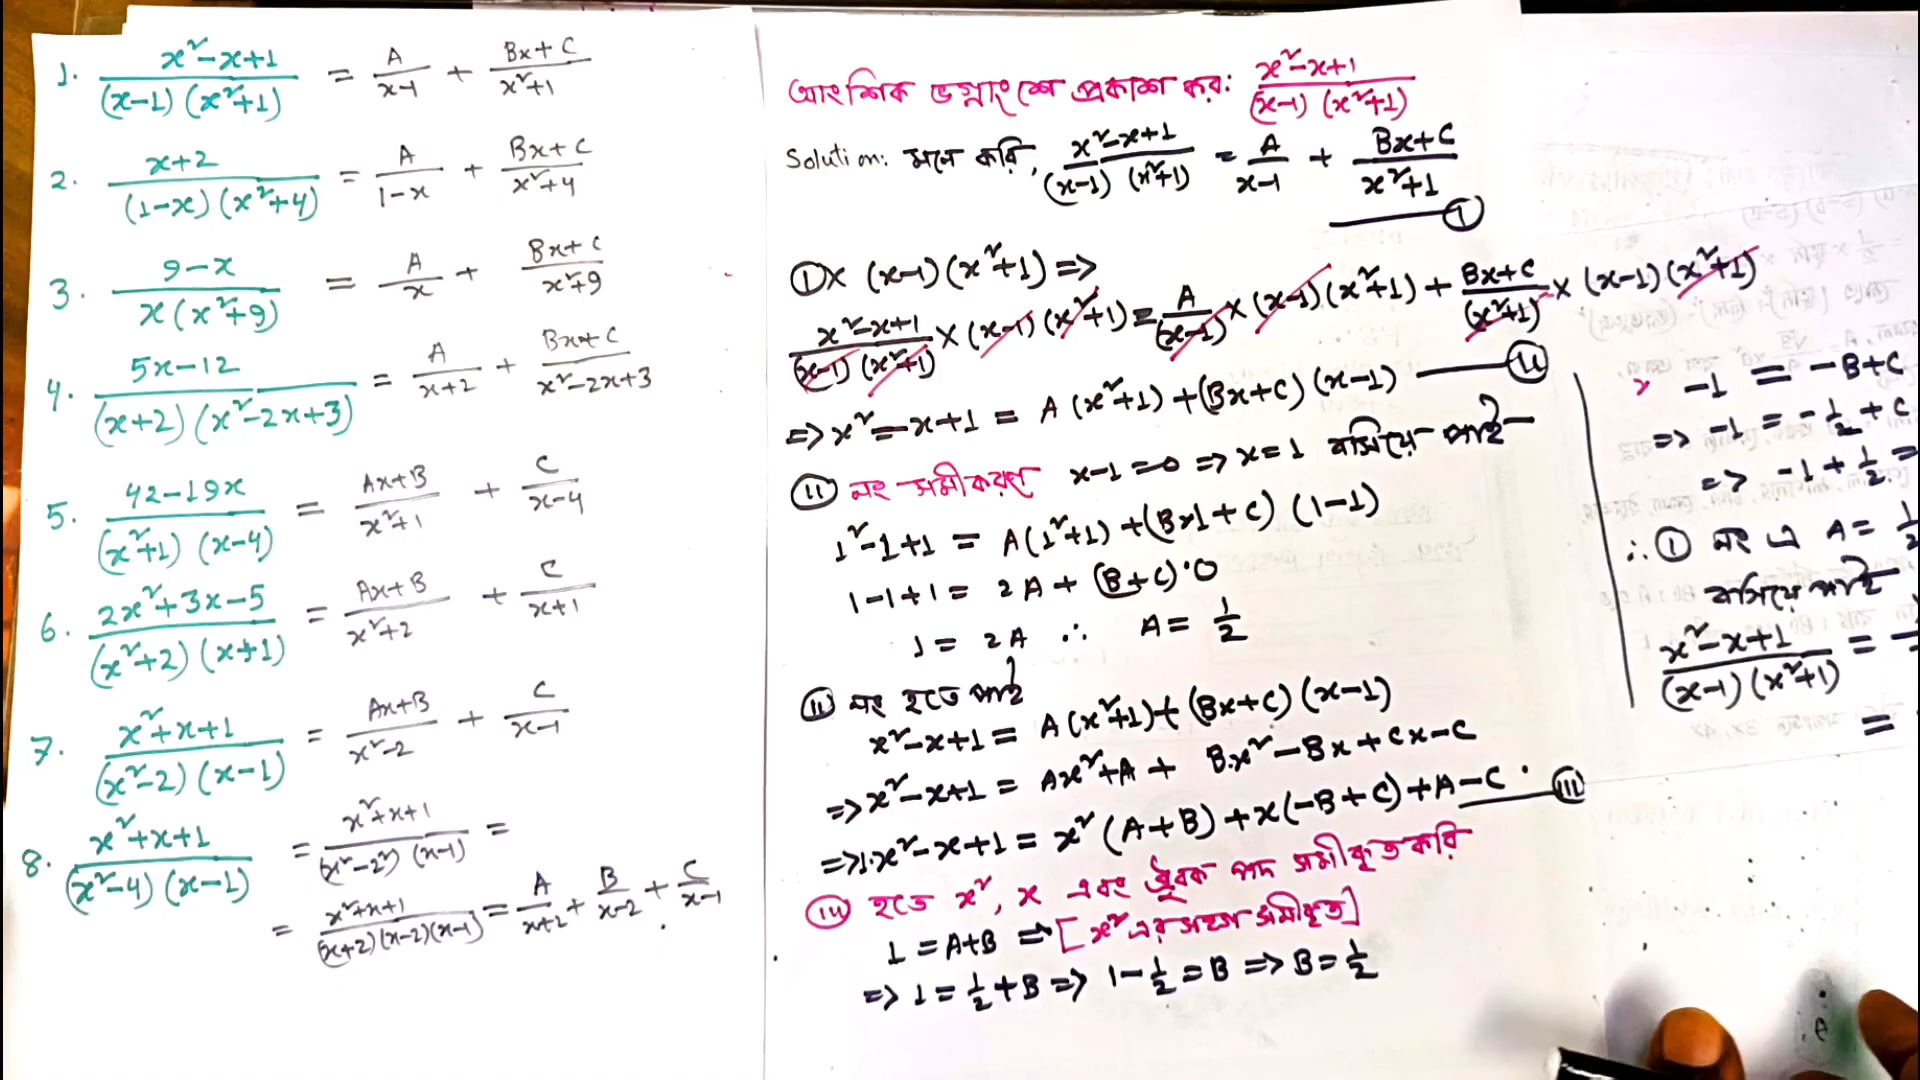 1. x²-x+1 / (x-1) (x²+1) = A / x-1 + Bx+C / x²+1
2. x+2 / (1-x) (x²+4) = A / 1-x + Bx+C / x²+4
3. 9-x / x(x²+9) = A / x + Bx+C / x²+9
4. 5x-12 / (x+2) (x²-2x+3) = A / x+2 + Bx+C / x²-2x+3
5. 42-19x / (x²+1) (x-4) = Ax+B / x²+1 + C / x-4
6. 2x²+3x-5 / (x²+2) (x+1) = Ax+B / x²+2 + C / x+1
7. x²+x+1 / (x²-2) (x-1) = Ax+B / x²-2 + C / x-1
8. x²+x+1 / (x²-4) (x-1) = x²+x+1 / (x²-2²) (x-1) =
= x²+x+1 / (x+2)(x-2)(x-1) = A / x+2 + B / x-2 + C / x-1
আংশিক ভগ্নাংশে প্রকাশ কর: x²-x+1 / (x-1) (x²+1)
Solution: মনে করি, x²-x+1 / (x-1) (x²+1) = A / x-1 + Bx+C / x²+1
—— (I)
(I)× (x-1)(x²+1) =>
x²-x+1 / (x-1) (x²+1) × (x-1)(x²+1) = A / (x-1) × (x-1)(x²+1) + Bx+C / (x²+1) × (x-1)(x²+1)
=> x²-x+1 = A(x²+1)+(Bx+C)(x-1) —— (II)
(II) নং সমীকরণে x-1=0 => x=1 বসিয়ে পাই—
1²-1+1 = A(1²+1)+(B×1+C) (1-1)
1-1+1 = 2A + (B+C)·0
1 = 2A ∴ A = 1/2
(II) নং হতে পাই
x²-x+1 = A(x²+1)+(Bx+C)(x-1)
=> x²-x+1 = Ax²+A + Bx²-Bx+Cx-C
=> 1·x²-x+1 = x²(A+B)+x(-B+C)+A-C —— (III)
(III) হতে x², x এবং ধ্রুবক পদ সমীকৃত করি
1 = A+B => [x² এর সহগ সমীকৃত]
=> 1 = 1/2+B => 1-1/2 = B => B = 1/2
-1 = -B+C
=> -1 = -1/2 + C
=> -1+1/2 =
∴ (I) নং এ A = 1/2
বসিয়ে পাই—
x²-x+1 / (x-1) (x²+1) =
=